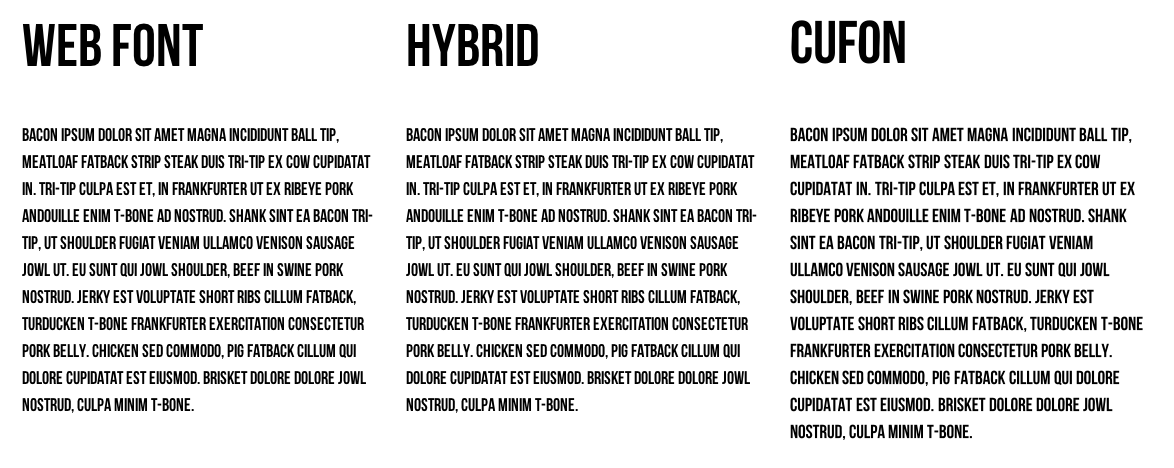 WEB FONT
BACON IPSUM DOLOR SIT AMET MAGNA INCIDIDUNT BALL TIP,
MEATLOAF FATBACK STRIP STEAK DUIS TRI-TIP EX COW CUPIDATAT
IN. TRI-TIP CULPA EST ET, IN FRANKFURTER UT EX RIBEYE PORK
ANDOUILLE ENIM T-BONE AD NOSTRUD. SHANK SINT EA BACON TRI-
TIP, UT SHOULDER FUGIAT VENIAM ULLAMCO VENISON SAUSAGE
JOWL UT. EU SUNT QUI JOWL SHOULDER, BEEF IN SWINE PORK
NOSTRUD. JERKY EST VOLUPTATE SHORT RIBS CILLUM FATBACK,
TURDUCKEN T-BONE FRANKFURTER EXERCITATION CONSECTETUR
PORK BELLY. CHICKEN SED COMMODO, PIG FATBACK CILLUM QUI
DOLORE CUPIDATAT EST EIUSMOD. BRISKET DOLORE DOLORE JOWL
NOSTRUD, CULPA MINIM T-BONE.
HYBRID
BACON IPSUM DOLOR SIT AMET MAGNA INCIDIDUNT BALL TIP,
MEATLOAF FATBACK STRIP STEAK DUIS TRI-TIP EX COW CUPIDATAT
IN. TRI-TIP CULPA EST ET, IN FRANKFURTER UT EX RIBEYE PORK
ANDOUILLE ENIM T-BONE AD NOSTRUD. SHANK SINT EA BACON TRI-
TIP, UT SHOULDER FUGIAT VENIAM ULLAMCO VENISON SAUSAGE
JOWL UT. EU SUNT QUI JOWL SHOULDER, BEEF IN SWINE PORK
NOSTRUD. JERKY EST VOLUPTATE SHORT RIBS CILLUM FATBACK,
TURDUCKEN T-BONE FRANKFURTER EXERCITATION CONSECTETUR
PORK BELLY. CHICKEN SED COMMODO, PIG FATBACK CILLUM QUI
DOLORE CUPIDATAT EST EIUSMOD. BRISKET DOLORE DOLORE JOWL
NOSTRUD, CULPA MINIM T-BONE.
CUFON
BACON IPSUM DOLOR SIT AMET MAGNA INCIDIDUNT BALL TIP,
MEATLOAF FATBACK STRIP STEAK DUIS TRI-TIP EX COW
CUPIDATAT IN. TRI-TIP CULPA EST ET, IN FRANKFURTER UT EX
RIBEYE PORK ANDOUILLE ENIM T-BONE AD NOSTRUD. SHANK
SINT EA BACON TRI-TIP, UT SHOULDER FUGIAT VENIAM
ULLAMCO VENISON SAUSAGE JOWL UT. EU SUNT QUI JOWL
SHOULDER, BEEF IN SWINE PORK NOSTRUD. JERKY EST
VOLUPTATE SHORT RIBS CILLUM FATBACK, TURDUCKEN T-BONE
FRANKFURTER EXERCITATION CONSECTETUR PORK BELLY.
CHICKEN SED COMMODO, PIG FATBACK CILLUM QUI DOLORE
CUPIDATAT EST EIUSMOD. BRISKET DOLORE DOLORE JOWL
NOSTRUD, CULPA MINIM T-BONE.